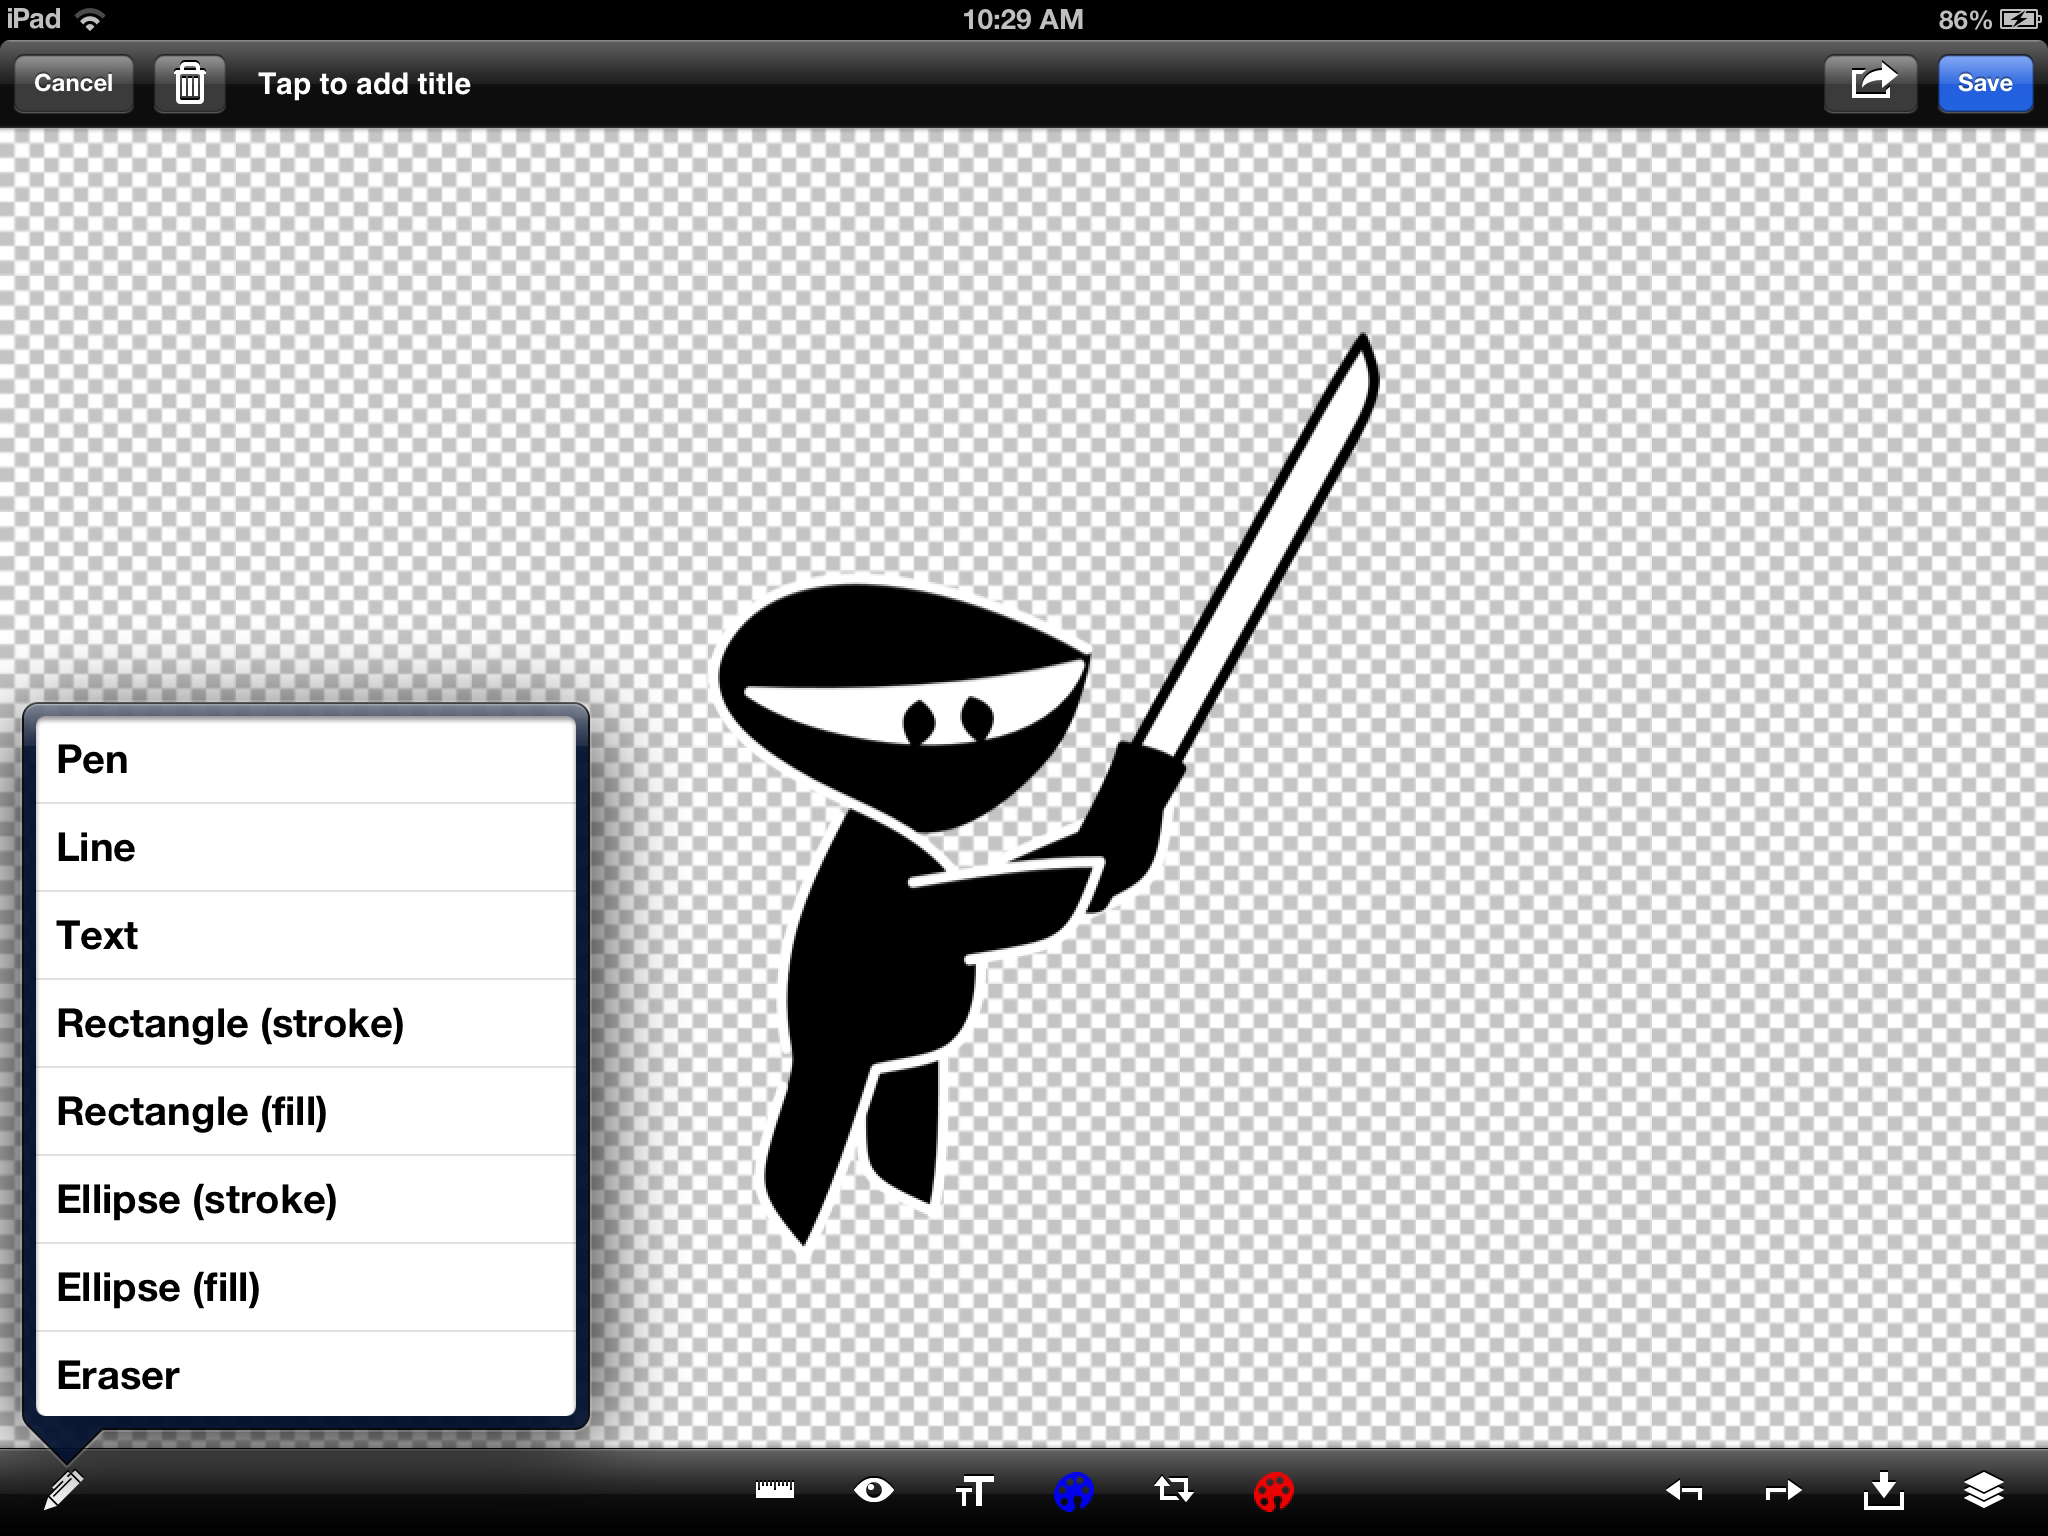 iPad 10:29 AM 86%
Cancel Tap to add title Save
Pen
Line
Text
Rectangle (stroke)
Rectangle (fill)
Ellipse (stroke)
Ellipse (fill)
Eraser
TT